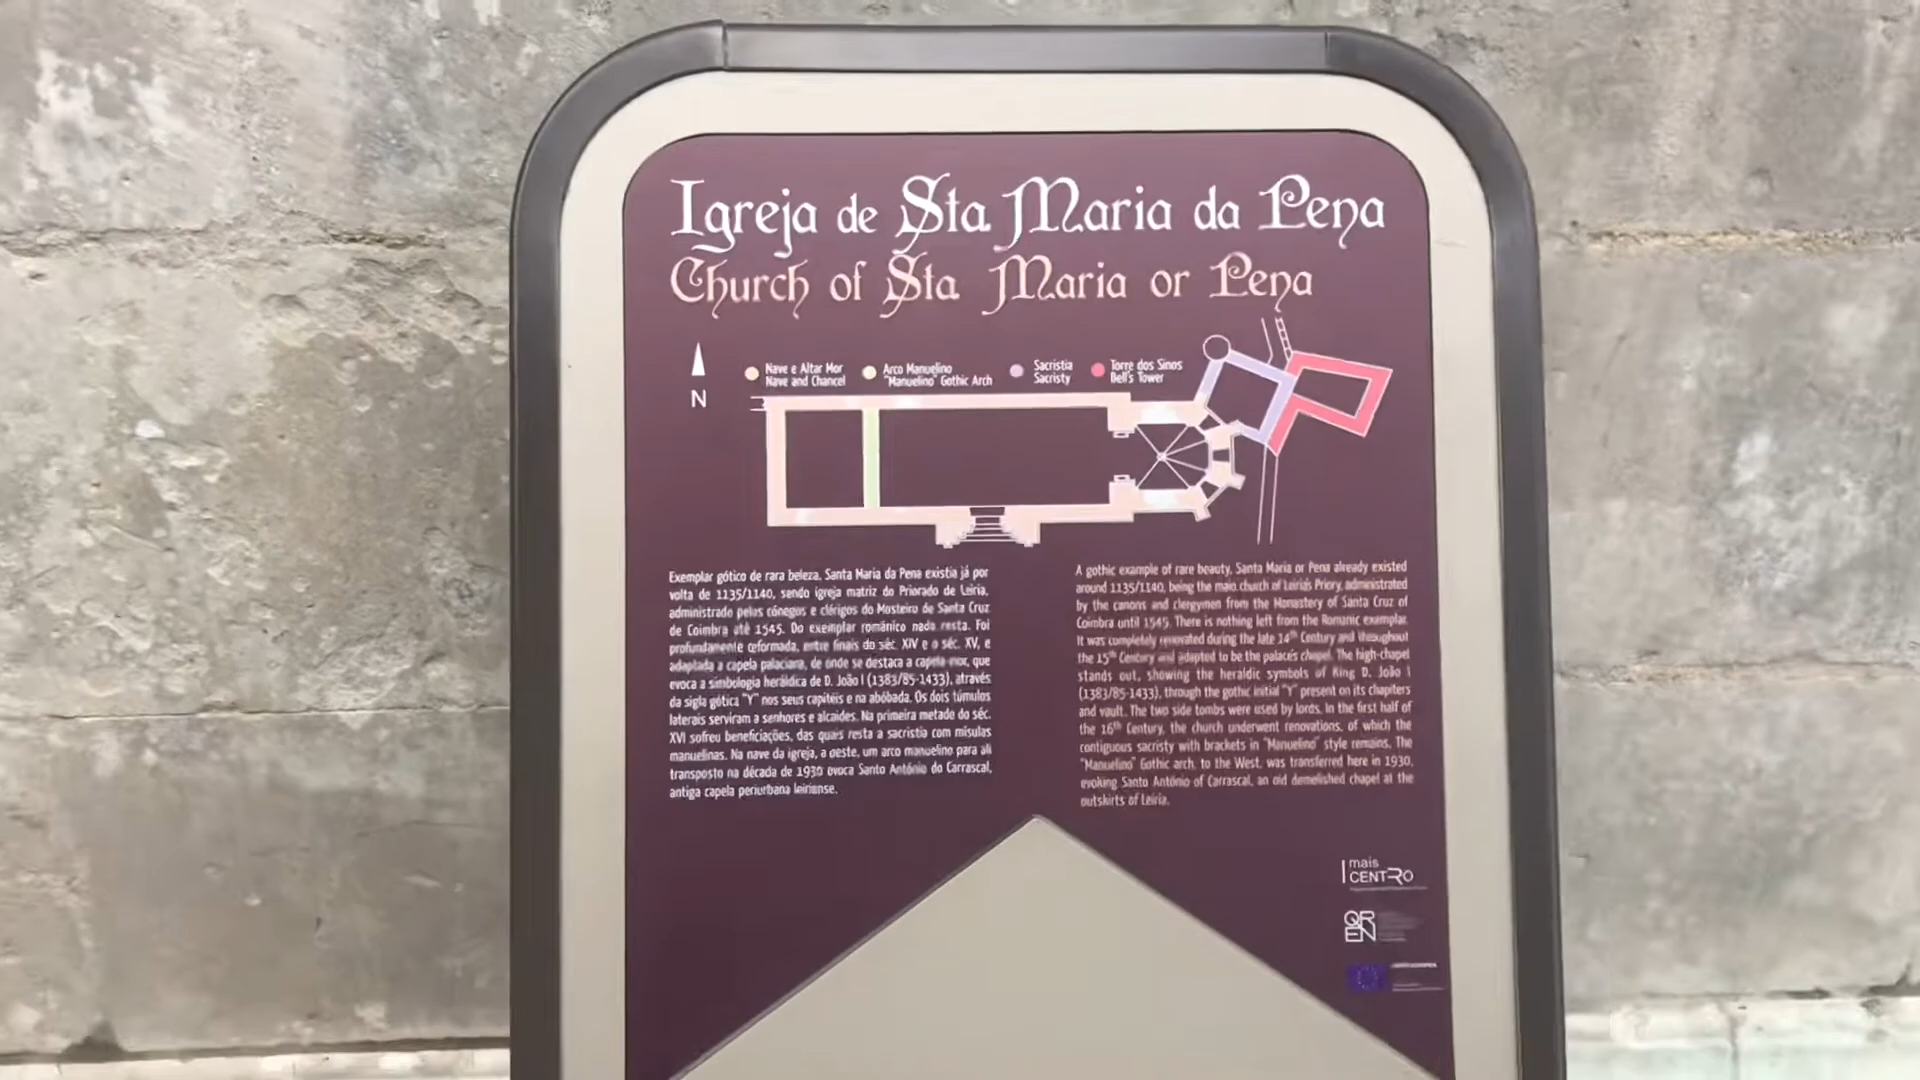 Igreja de Sta Maria da Pena
Church of Sta Maria or Pena
N
Nave e Altar Mor
Nave and Chancel
Arco Manuelino
"Manuelino" Gothic Arch
Sacristia
Sacristy
Torre dos Sinos
Bell's Tower
Exemplar gótico de rara beleza, Santa Maria da Pena existia já por
volta de 1135/1140, sendo igreja matriz do Priorado de Leiria,
administrado pelos cónegos e clérigos do Mosteiro de Santa Cruz
de Coimbra até 1545. Do exemplar românico nada resta. Foi
profundamente reformada, entre finais do séc. XIV e o séc. XV, e
adaptada a capela palaciana, de onde se destaca a capela-mor, que
evoca a simbologia heráldica de D. João I (1383/85-1433), através
da sigla gótica "Y" nos seus capitéis e na abóbada. Os dois túmulos
laterais serviram a senhores e alcaides. Na primeira metade do séc.
XVI sofreu beneficiações, das quais resta a sacristia com mísulas
manuelinas. Na nave da igreja, a oeste, um arco manuelino para ali
transposto na década de 1930 evoca Santo António do Carrascal,
antiga capela periurbana leiriense.
A gothic example of rare beauty, Santa Maria or Pena already existed
around 1135/1140, being the main church of Leiria's Priory, administrated
by the canons and clergymen from the Monastery of Santa Cruz of
Coimbra until 1545. There is nothing left from the Romanic exemplar.
It was completely renovated during the late 14th Century and throughout
the 15th Century and adapted to be the palace's chapel. The high-chapel
stands out, showing the heraldic symbols of King D. João I
(1383/85-1433), through the gothic initial "Y" present on its chapiters
and vault. The two side tombs were used by lords. In the first half of
the 16th Century, the church underwent renovations, of which the
contiguous sacristy with brackets in "Manuelino" style remains. The
"Manuelino" Gothic arch, to the West, was transferred here in 1930,
evoking Santo António of Carrascal, an old demolished chapel at the
outskirts of Leiria.
mais
CENTRO
QR
EN